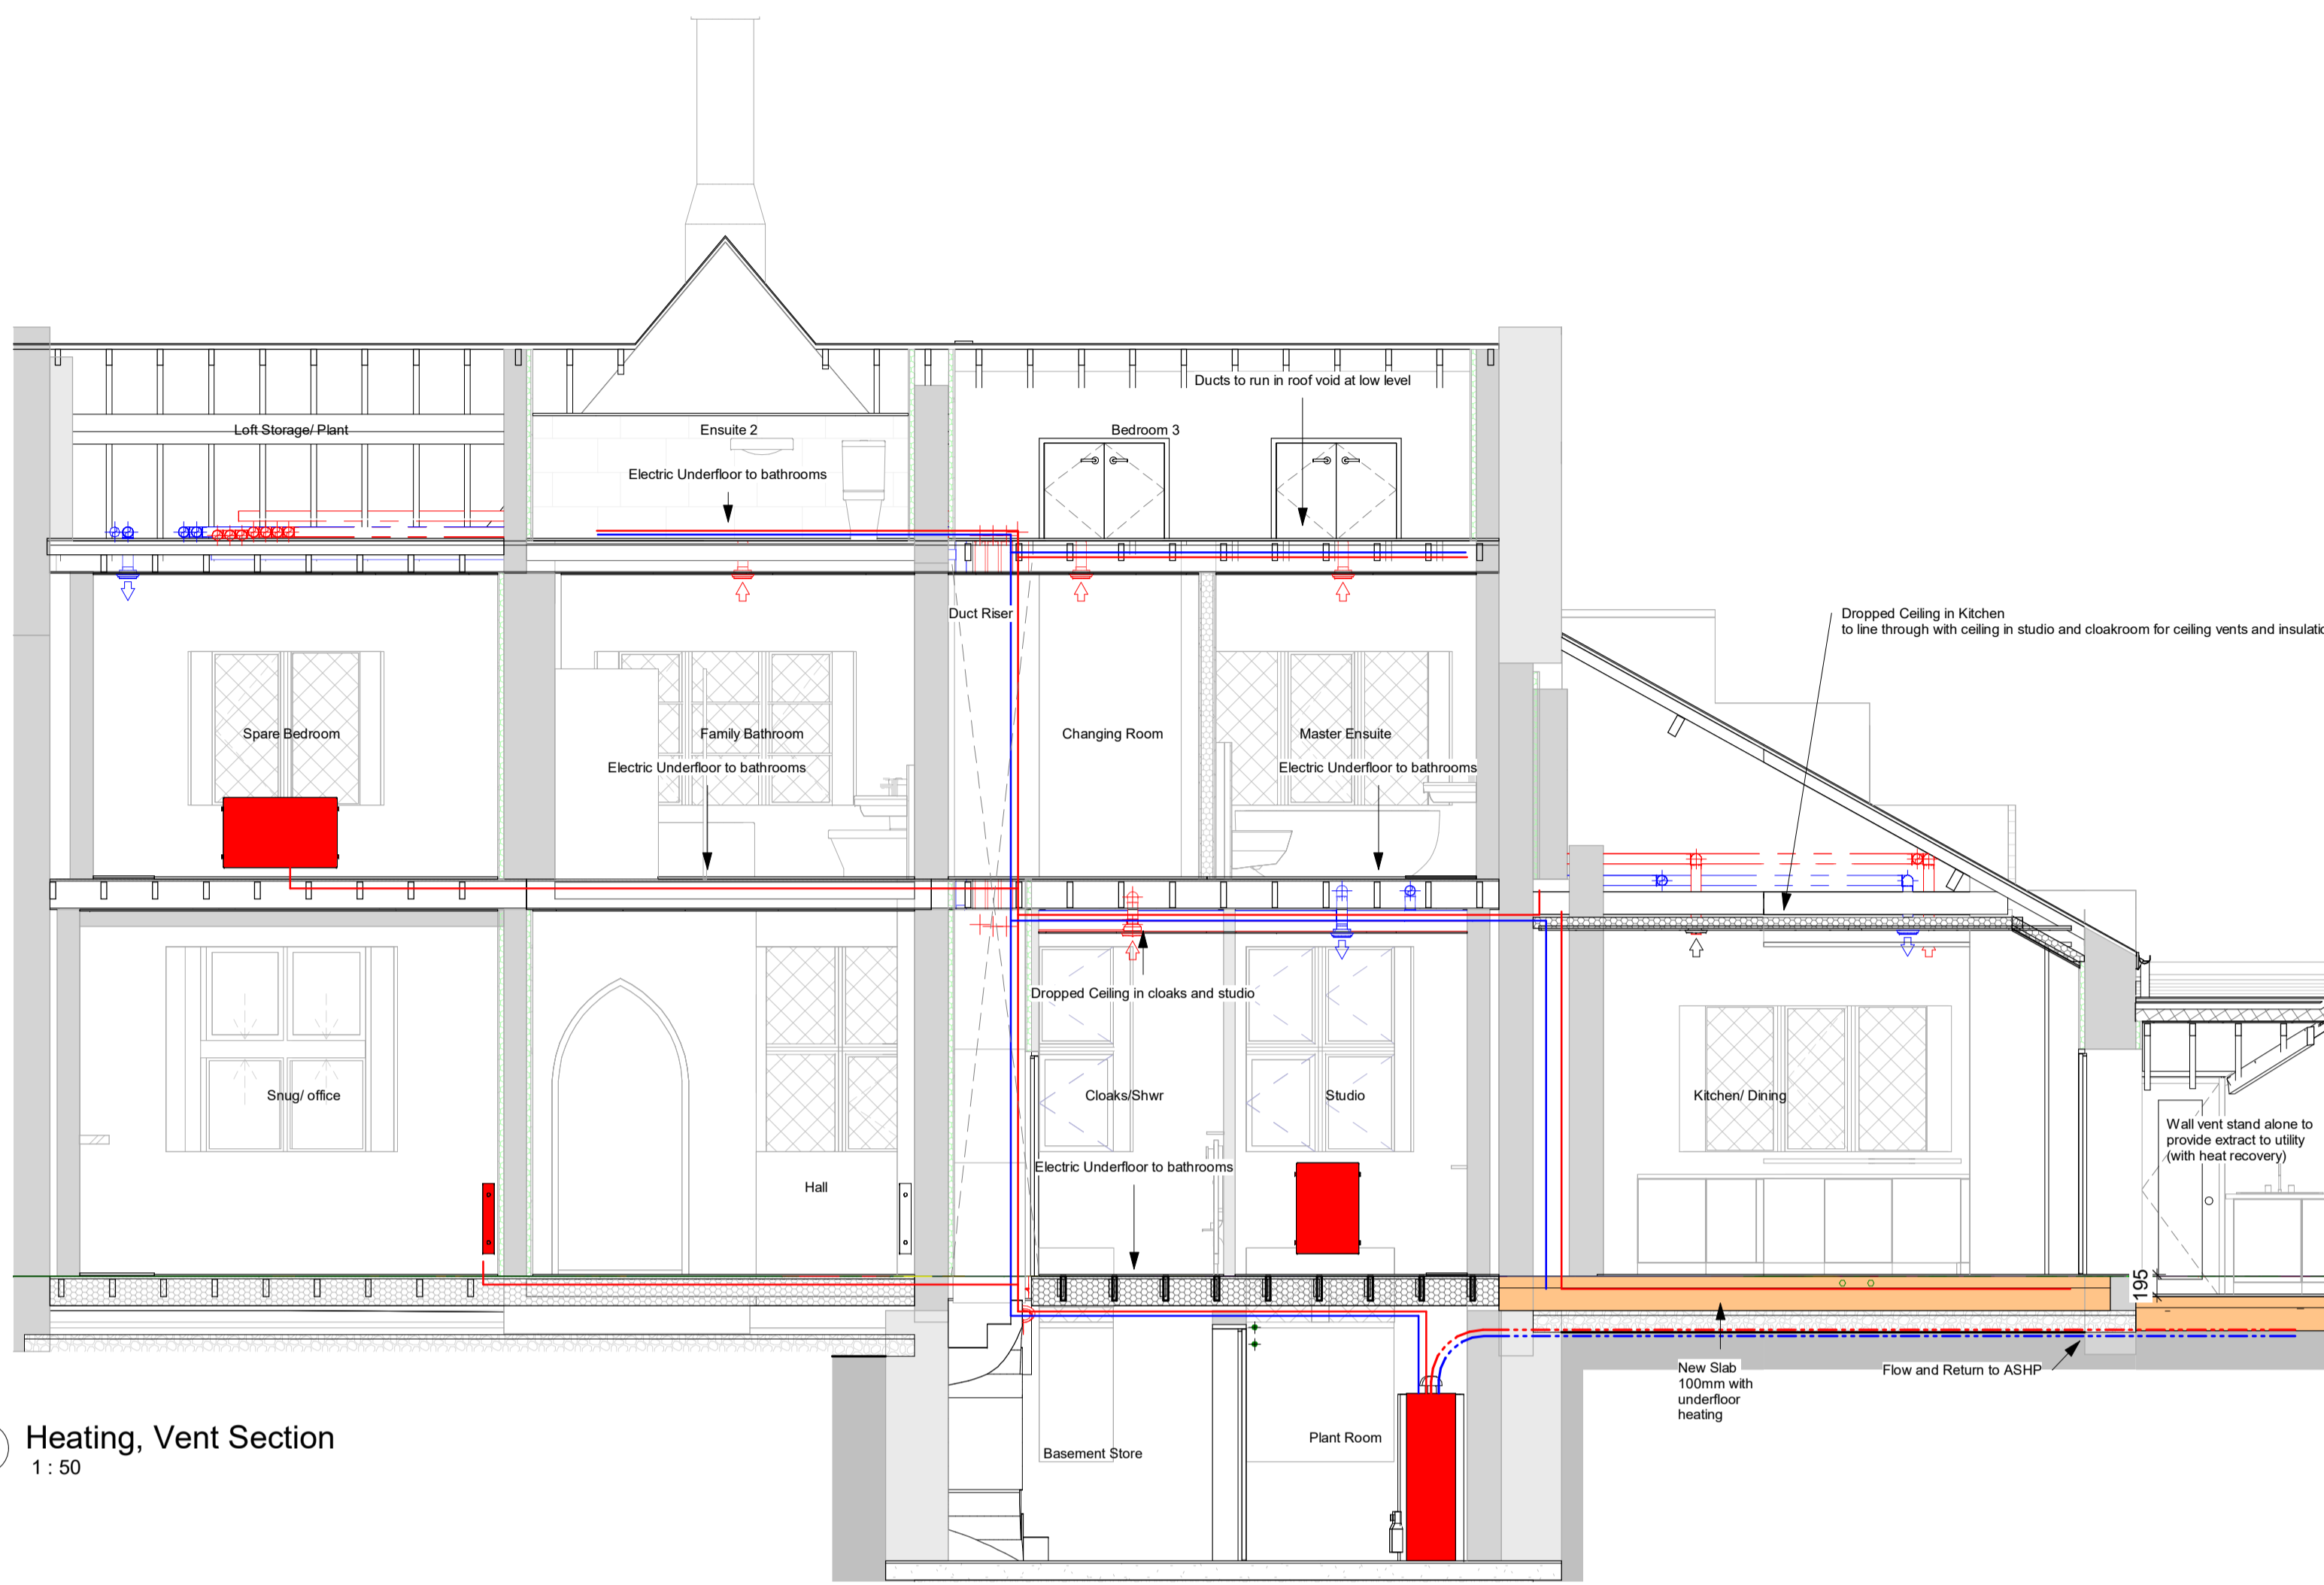 Ducts to run in roof void at low level
Loft Storage/ Plant
Ensuite 2
Bedroom 3
Electric Underfloor to bathrooms
Duct Riser
Dropped Ceiling in Kitchen
to line through with ceiling in studio and cloakroom for ceiling vents and
Spare Bedroom
Family Bathroom
Changing Room
Master Ensuite
Electric Underfloor to bathrooms
Electric Underfloor to bathrooms
Dropped Ceiling in cloaks and studio
Snug/ office
Cloaks/Shwr
Studio
Kitchen/ Dining
Wall vent stand alone to
provide extract to utility
(with heat recovery)
Electric Underfloor to bathrooms
Hall
195
New Slab
100mm with
underfloor
heating
Flow and Return to ASHP
Heating, Vent Section
1 : 50
Basement Store
Plant Room